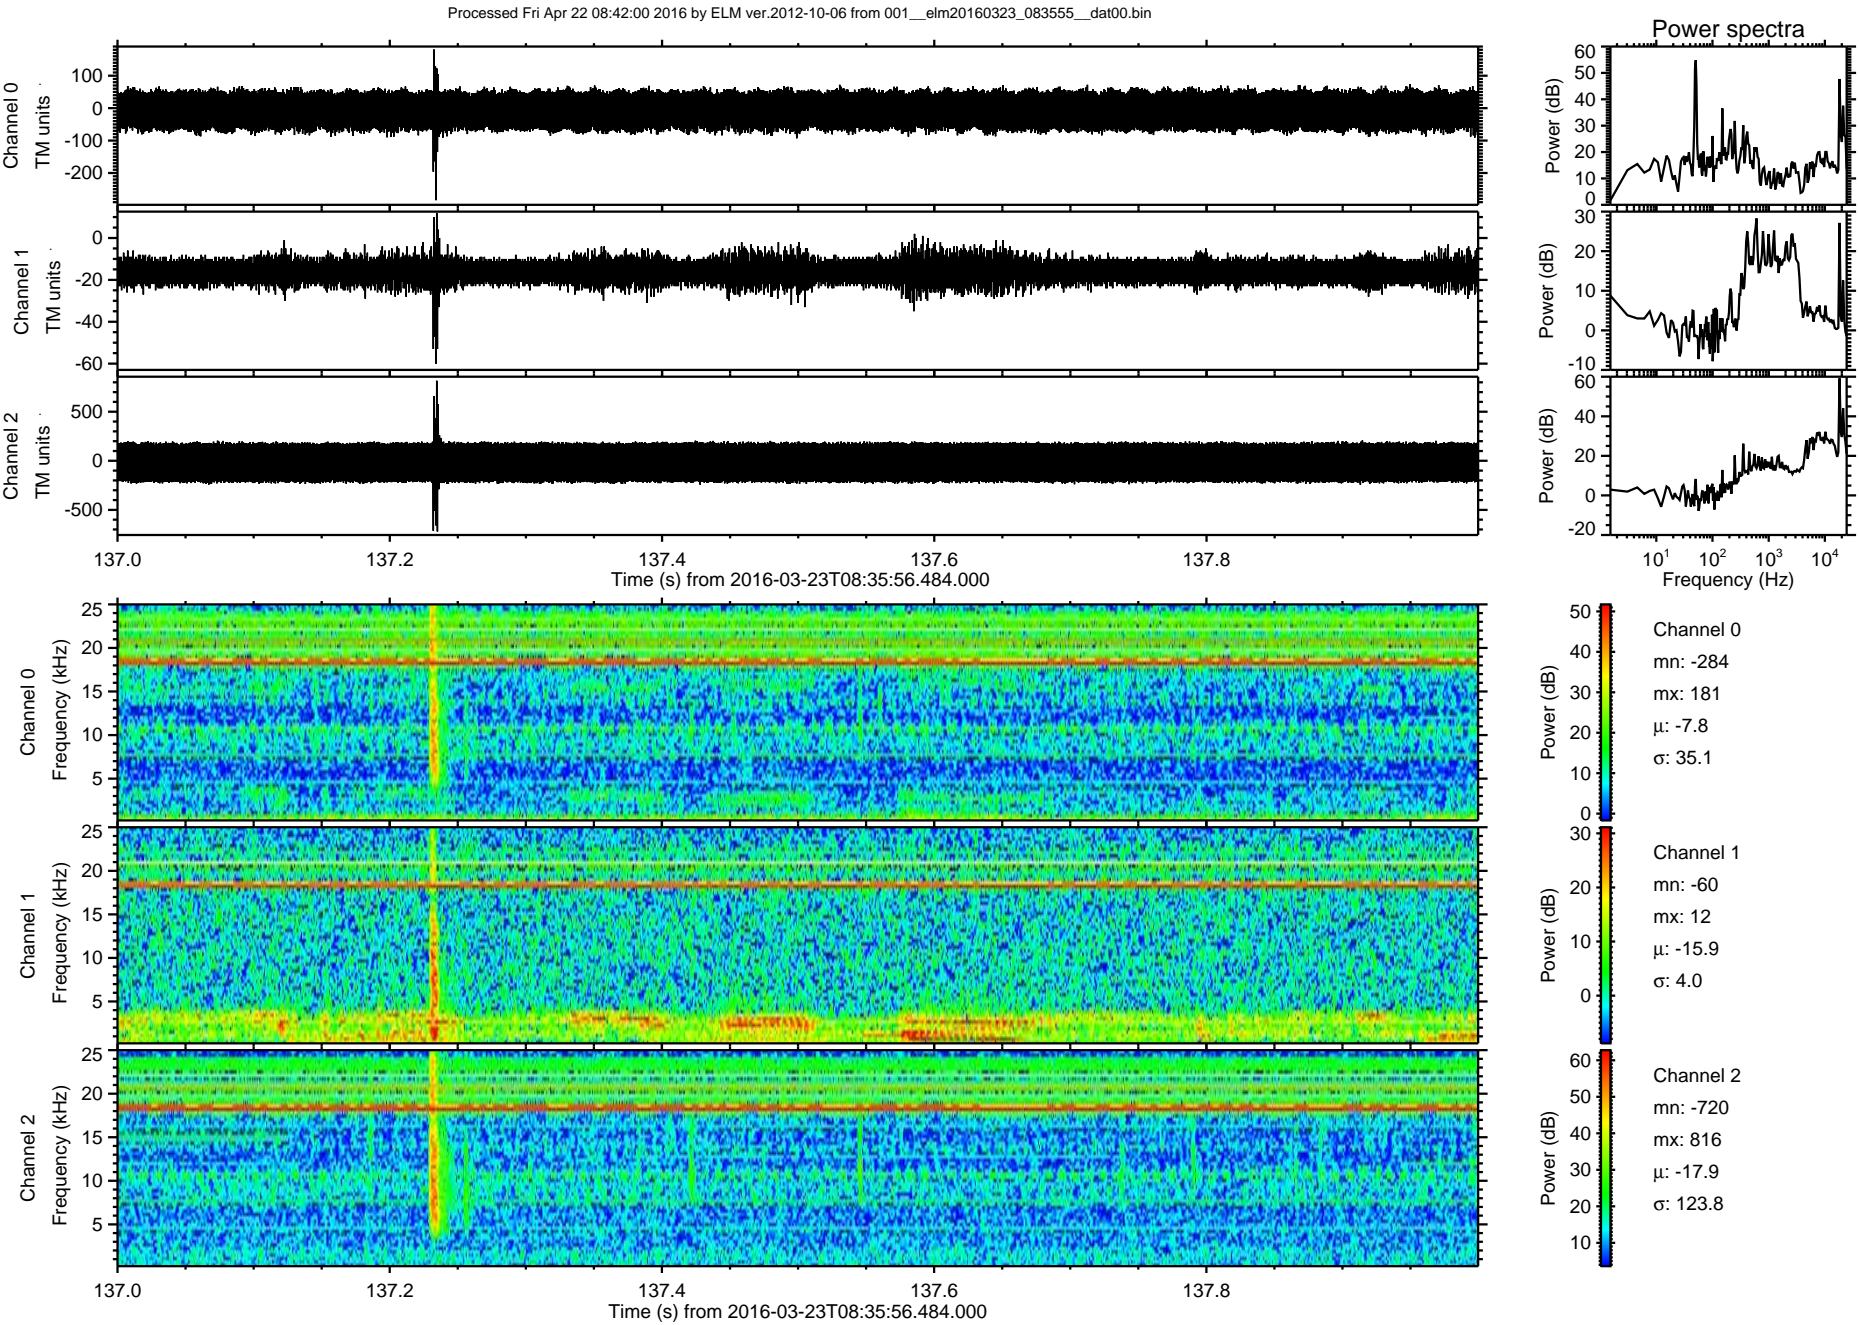 Processed Fri Apr 22 08:42:00 2016 by ELM ver.2012-10-06 from 001__elm20160323_083555__dat00.bin
Power spectra
Channel 0
TM units
100
0
-100
-200
Power (dB)
60
50
40
30
20
10
0
Channel 1
TM units
0
-20
-40
-60
Power (dB)
30
20
10
0
-10
Channel 2
TM units
500
0
-500
Power (dB)
60
40
20
0
-20
137.0 137.2 137.4 137.6 137.8
Time (s) from 2016-03-23T08:35:56.484.000
10^1 10^2 10^3 10^4
Frequency (Hz)
Channel 0
Frequency (kHz)
25
20
15
10
5
Power (dB)
50
40
30
20
10
0
Channel 0
mn: -284
mx: 181
μ: -7.8
σ: 35.1
Channel 1
Frequency (kHz)
25
20
15
10
5
Power (dB)
30
20
10
0
Channel 1
mn: -60
mx: 12
μ: -15.9
σ: 4.0
Channel 2
Frequency (kHz)
25
20
15
10
5
Power (dB)
60
50
40
30
20
10
Channel 2
mn: -720
mx: 816
μ: -17.9
σ: 123.8
137.0 137.2 137.4 137.6 137.8
Time (s) from 2016-03-23T08:35:56.484.000